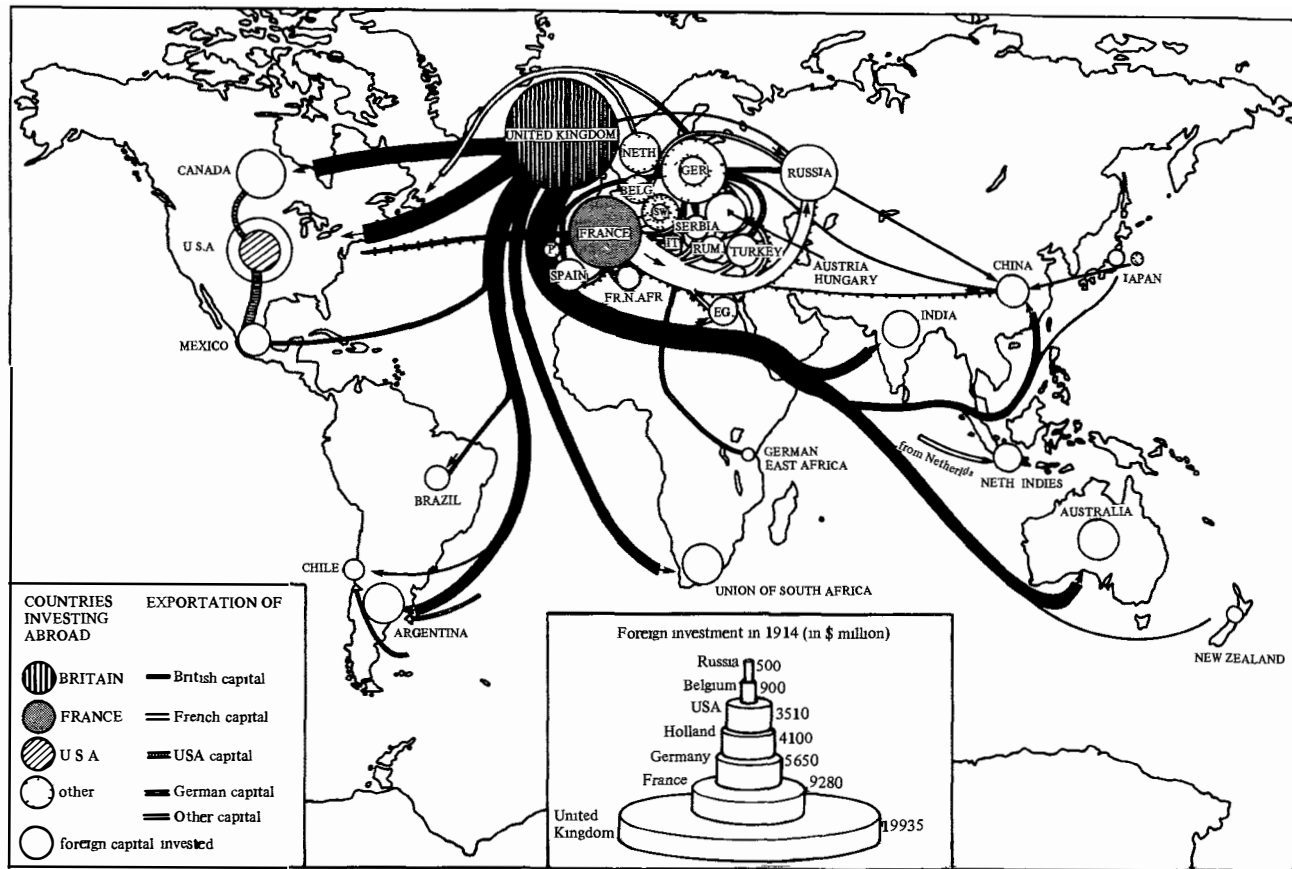 UNITED KINGDOM
CANADA
NETH
GER.
RUSSIA
BELG.
SW
U S.A
FRANCE
SERBIA
IT
RUM
TURKEY
P
SPAIN
FR.N.AFR
EG.
AUSTRIA
HUNGARY
CHINA
JAPAN
INDIA
MEXICO
from Netherlds
NETH INDIES
GERMAN
EAST AFRICA
BRAZIL
AUSTRALIA
CHILE
ARGENTINA
UNION OF SOUTH AFRICA
NEW ZEALAND
COUNTRIES
INVESTING
ABROAD
EXPORTATION OF
BRITAIN
British capital
FRANCE
French capital
U S A
USA capital
other
German capital
Other capital
foreign capital invested
Foreign investment in 1914 (in $ million)
Russia 500
Belgium 900
USA 3510
Holland 4100
Germany 5650
France 9280
United
Kingdom 19935